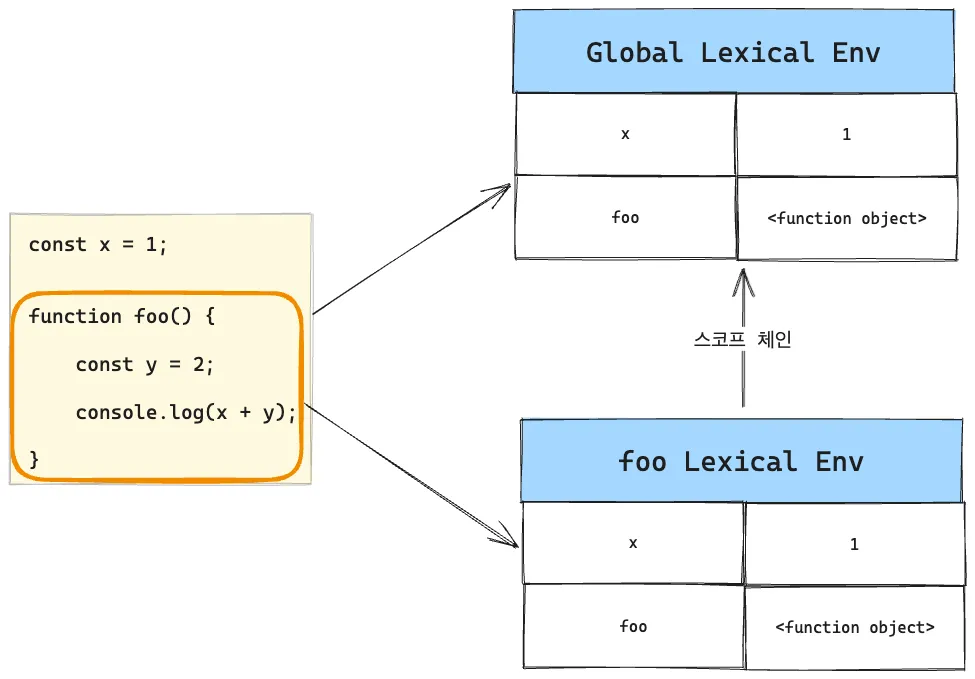 const x = 1;
function foo() {
const y = 2;
console.log(x + y);
}
Global Lexical Env
x 1
foo <function object>
스코프 체인
foo Lexical Env
x 1
foo <function object>